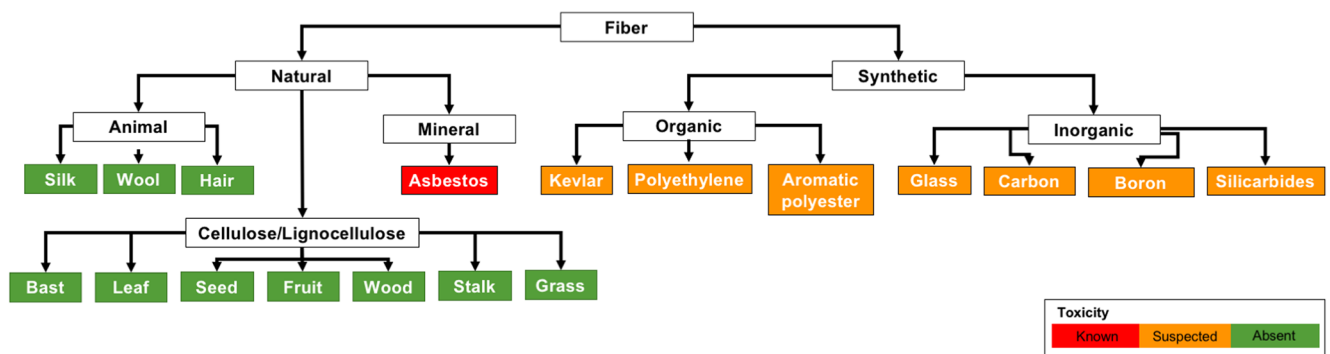 Fiber
Natural
Synthetic
Animal
Mineral
Organic
Inorganic
Silk
Wool
Hair
Asbestos
Kevlar
Polyethylene
Aromatic
polyester
Glass
Carbon
Boron
Silicarbides
Cellulose/Lignocellulose
Bast
Leaf
Seed
Fruit
Wood
Stalk
Grass
Toxicity
Known
Suspected
Absent